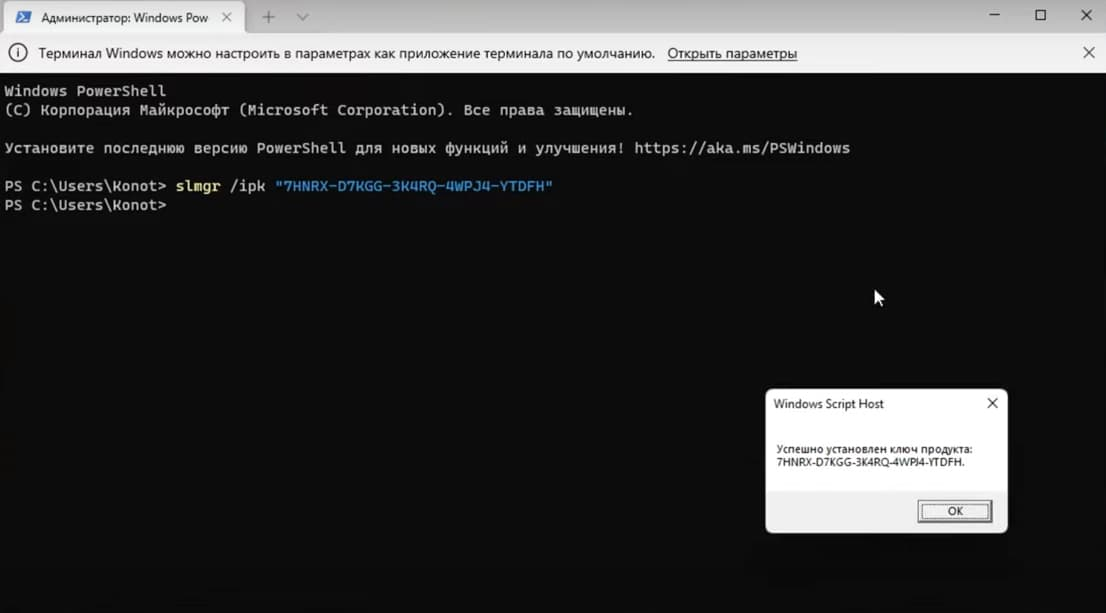 Администратор: Windows Pow
Терминал Windows можно настроить в параметрах как приложение терминала по умолчанию. Открыть параметры
Windows PowerShell
(C) Корпорация Майкрософт (Microsoft Corporation). Все права защищены.
Установите последнюю версию PowerShell для новых функций и улучшения! https://aka.ms/PSWindows
PS C:\Users\Konot> slmgr /ipk "7HNRX-D7KGG-3K4RQ-4WPJ4-YTDFH"
PS C:\Users\Konot>
Windows Script Host
Успешно установлен ключ продукта:
7HNRX-D7KGG-3K4RQ-4WPJ4-YTDFH.
OK